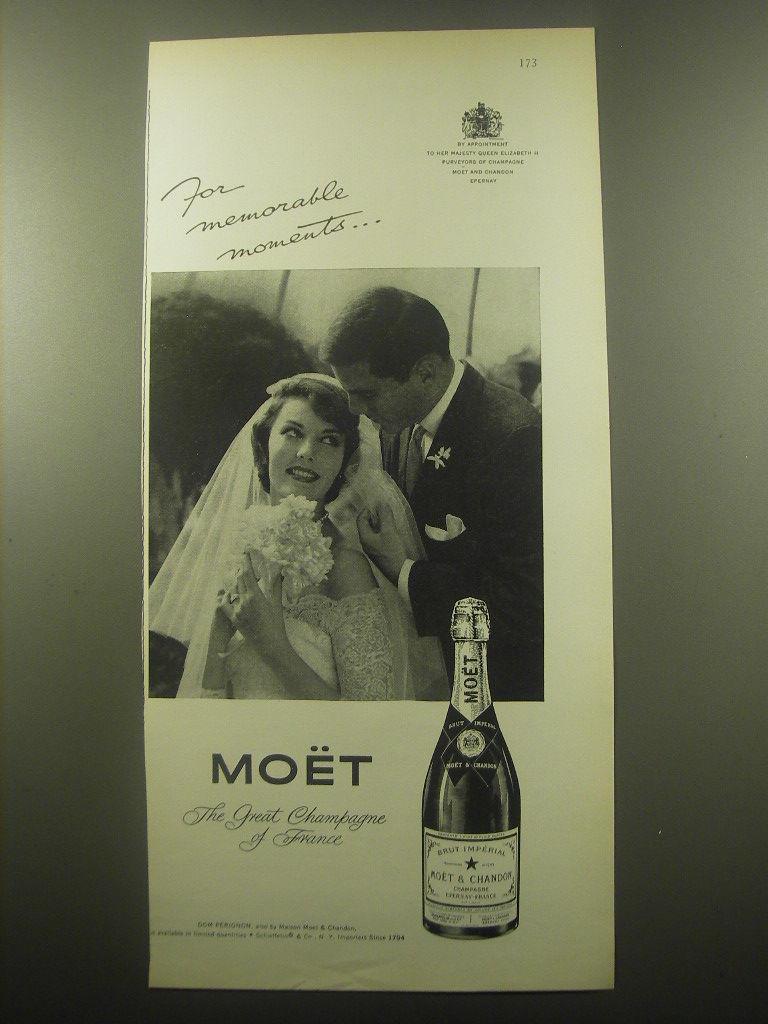 173
BY APPOINTMENT
TO HER MAJESTY QUEEN ELIZABETH II
PURVEYORS OF CHAMPAGNE
MOËT AND CHANDON
EPERNAY
For
memorable
moments...
MOËT
BRUT IMPÉRIAL
MOËT & CHANDON
MOËT
The Great Champagne
of France
BRUT IMPÉRIAL
MOËT & CHANDON
CHAMPAGNE
EPERNAY-FRANCE
DOM PÉRIGNON, also by Maison Moët & Chandon,
available in limited quantities • Schieffelin & Co., N. Y. Importers Since 1794